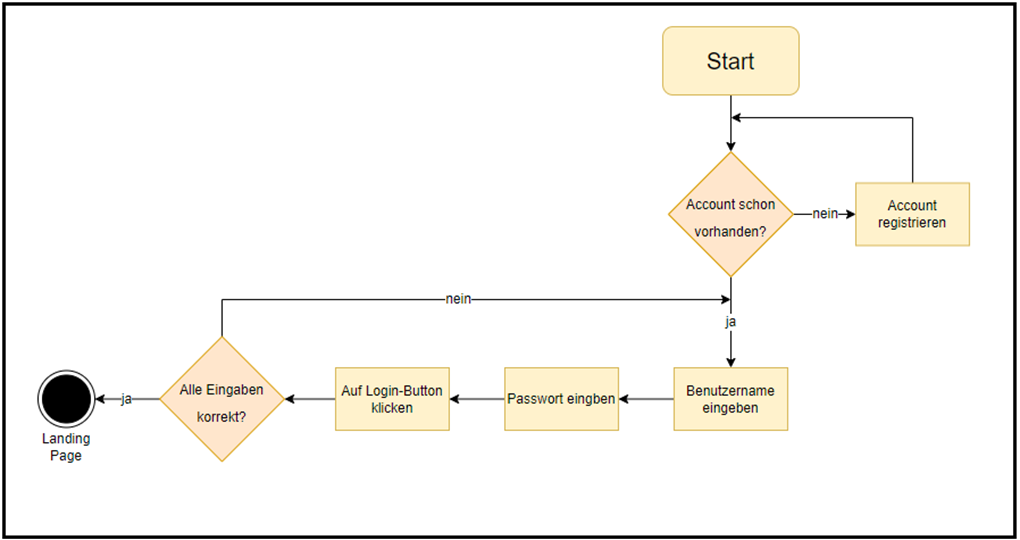 Start
Account schon
vorhanden?
nein
Account
registrieren
nein
ja
Alle Eingaben
korrekt?
Auf Login-Button
klicken
Passwort eingben
Benutzername
eingeben
ja
Landing
Page